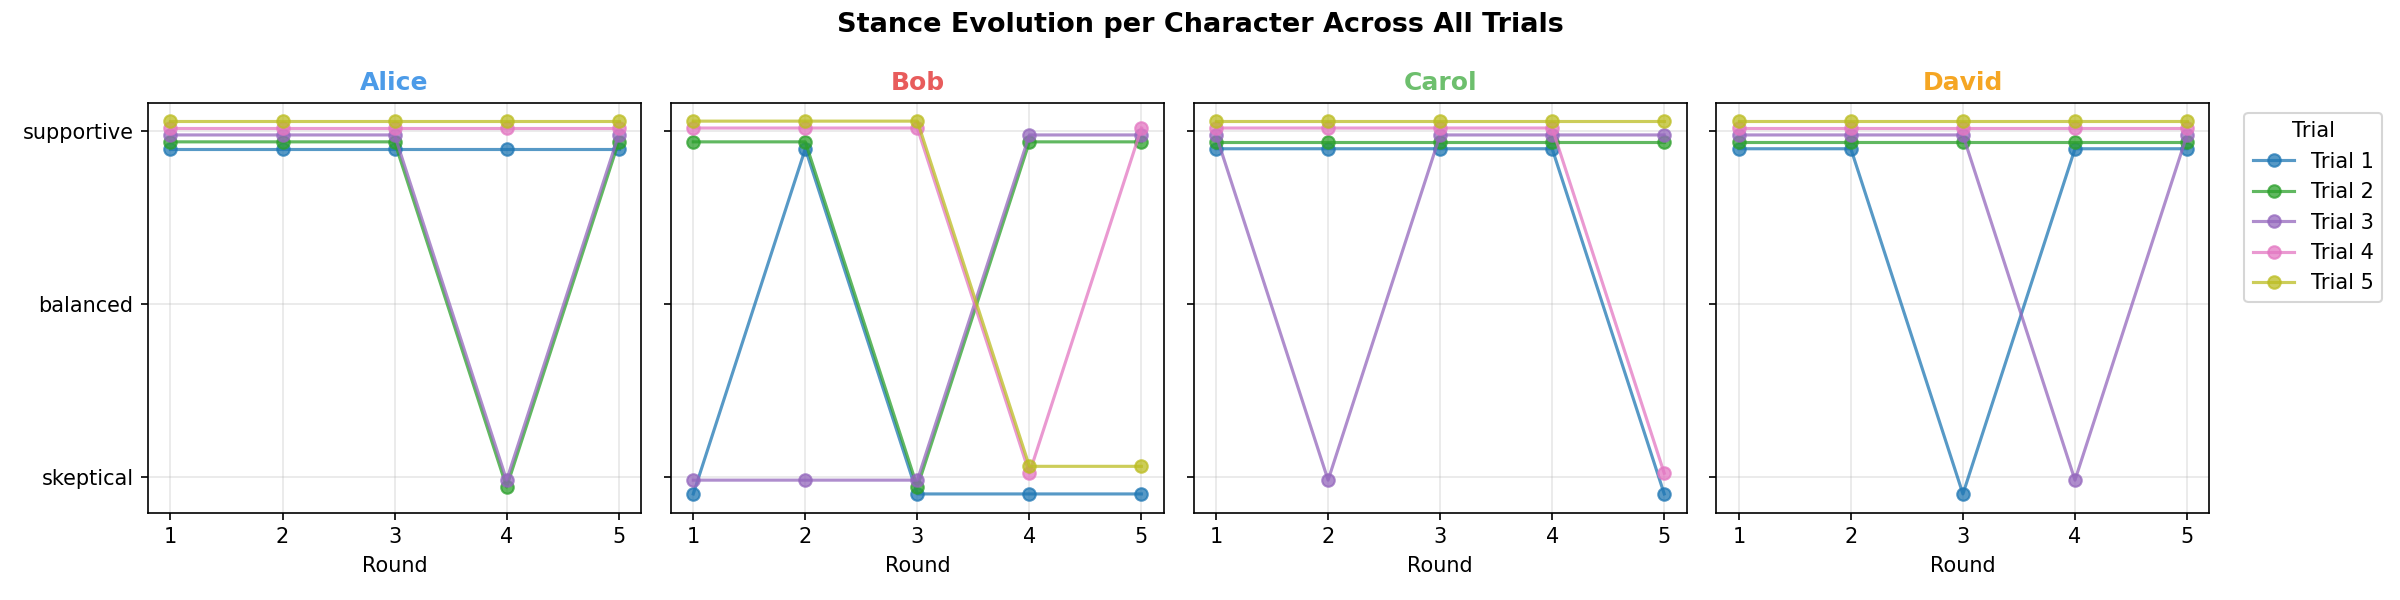 Stance Evolution per Character Across All Trials
Alice
Bob
Carol
David
supportive
balanced
skeptical
1 2 3 4 5
1 2 3 4 5
1 2 3 4 5
1 2 3 4 5
Round
Round
Round
Round
Trial
Trial 1
Trial 2
Trial 3
Trial 4
Trial 5